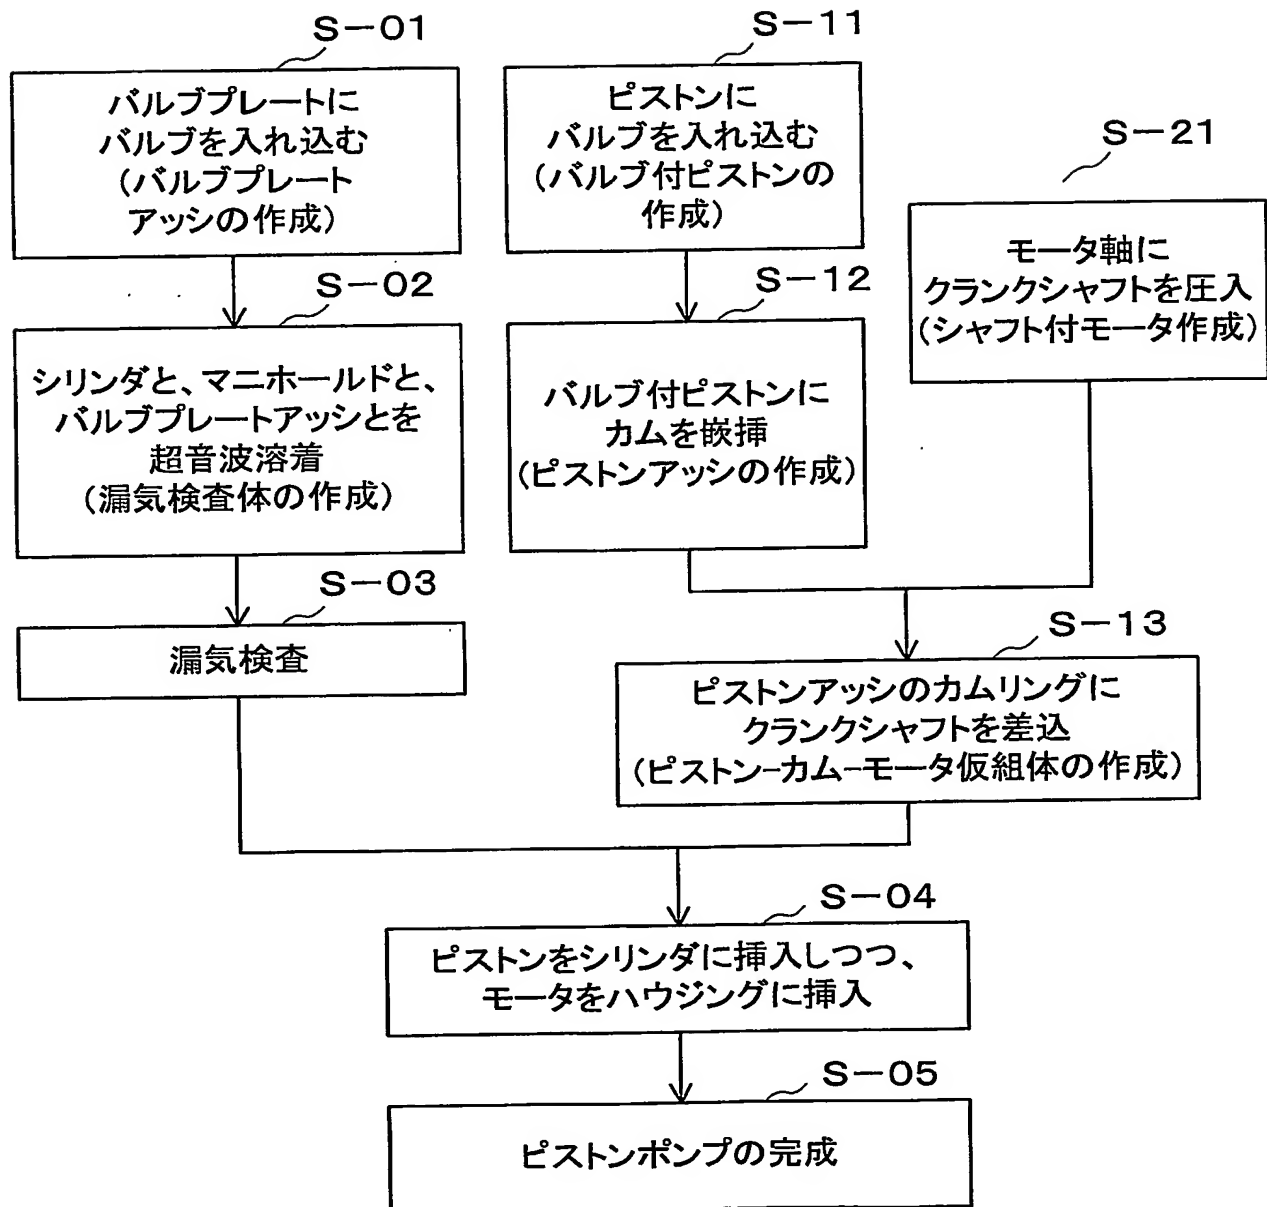 S-01
バルブプレートに
バルブを入れ込む
(バルブプレート
アッシの作成)
S-02
シリンダと、マニホールドと、
バルブプレートアッシとを
超音波溶着
(漏気検査体の作成)
S-03
漏気検査
S-11
ピストンに
バルブを入れ込む
(バルブ付ピストンの
作成)
S-12
バルブ付ピストンに
カムを嵌挿
(ピストンアッシの作成)
S-21
モータ軸に
クランクシャフトを圧入
(シャフト付モータ作成)
S-13
ピストンアッシのカムリングに
クランクシャフトを差込
(ピストン-カム-モータ仮組体の作成)
S-04
ピストンをシリンダに挿入しつつ、
モータをハウジングに挿入
S-05
ピストンポンプの完成